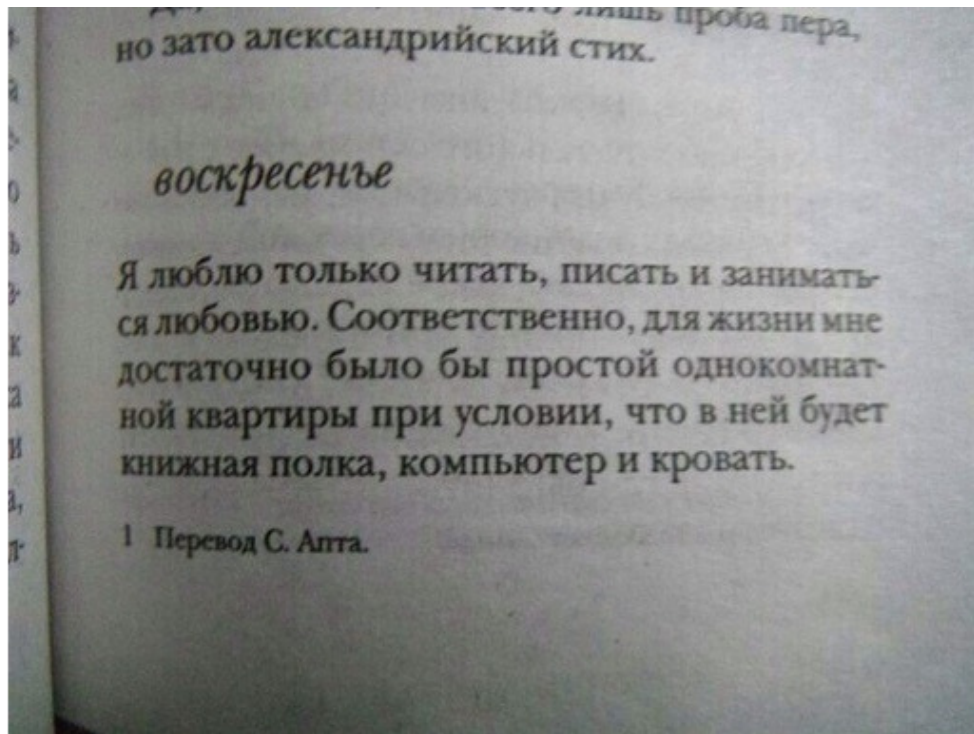 лишь проба пера,
но зато александрийский стих.
воскресенье
Я люблю только читать, писать и занимать-
ся любовью. Соответственно, для жизни мне
достаточно было бы простой однокомнат-
ной квартиры при условии, что в ней будет
книжная полка, компьютер и кровать.
1 Перевод С. Апта.